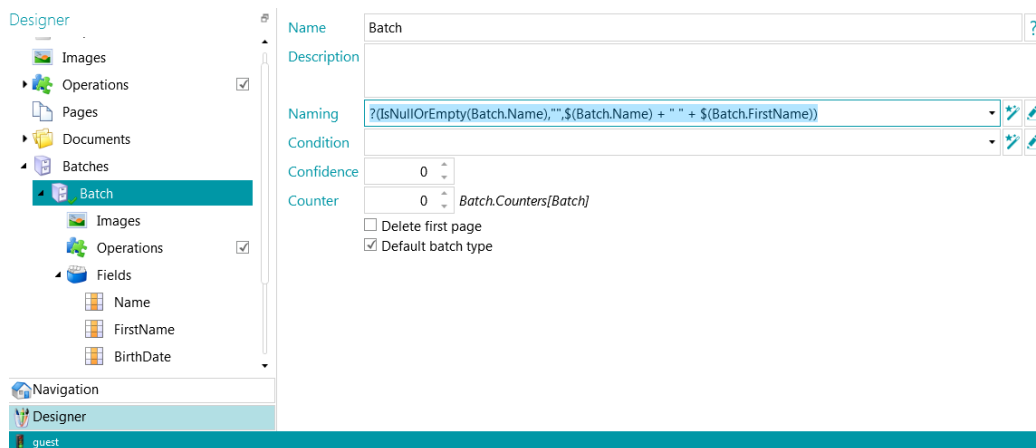 Designer
Images
Operations
Pages
Documents
Batches
Batch
Images
Operations
Fields
Name
FirstName
BirthDate
Navigation
Designer
guest
Name Batch ?
Description
Naming ?(IsNullOrEmpty(Batch.Name),"",$(Batch.Name) + " " + $(Batch.FirstName))
Condition
Confidence 0
Counter 0 Batch.Counters[Batch]
Delete first page
Default batch type